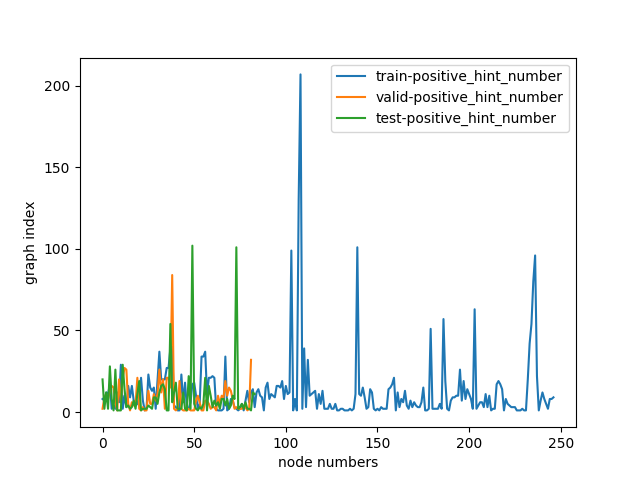 train-positive_hint_number
valid-positive_hint_number
test-positive_hint_number
200
150
100
50
0
graph index
0 50 100 150 200 250
node numbers